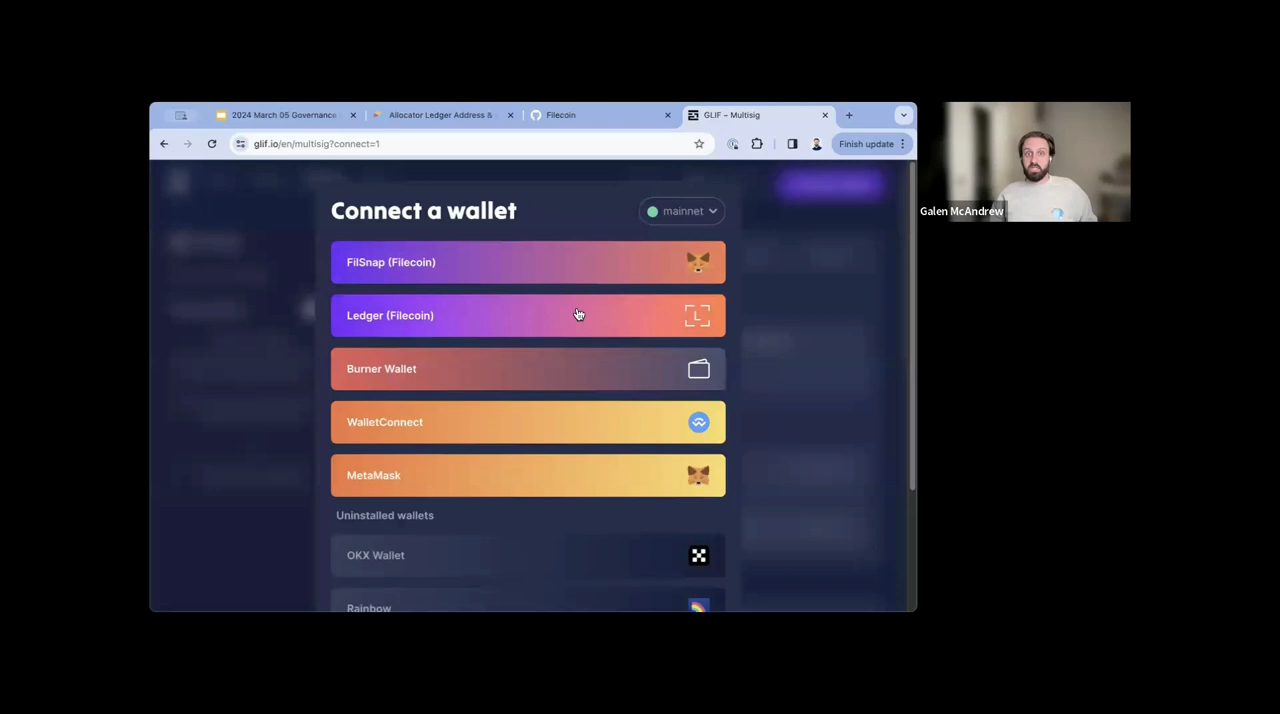 2024 March 05 Governance
Allocator Ledger Address &
Filecoin
GLIF – Multisig
glif.io/en/multisig?connect=1
Finish update
Connect a wallet
mainnet
FilSnap (Filecoin)
Ledger (Filecoin)
L
Burner Wallet
WalletConnect
MetaMask
Uninstalled wallets
OKX Wallet
Rainbow
Galen McAndrew